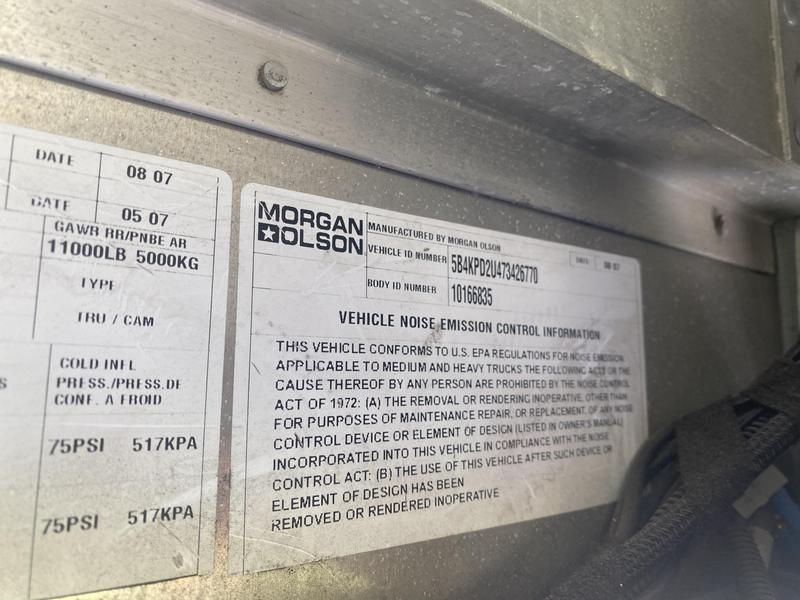 DATE 08 07
DATE 05 07
GAWR RR/PNBE AR
11000LB 5000KG
TYPE
TRU / CAM
COLD INFL
PRESS./PRESS.DE
CONF. A FROID
75PSI 517KPA
75PSI 517KPA
MORGAN
OLSON
MANUFACTURED BY MORGAN OLSON
VEHICLE ID NUMBER 5B4KPD2U473426770
DATE 08 07
BODY ID NUMBER 10166835
VEHICLE NOISE EMISSION CONTROL INFORMATION
THIS VEHICLE CONFORMS TO U.S. EPA REGULATIONS FOR NOISE EMISSION
APPLICABLE TO MEDIUM AND HEAVY TRUCKS THE FOLLOWING ACTS OR THE
CAUSE THEREOF BY ANY PERSON ARE PROHIBITED BY THE NOISE CONTROL
ACT OF 1972: (A) THE REMOVAL OR RENDERING INOPERATIVE, OTHER THAN
FOR PURPOSES OF MAINTENANCE REPAIR, OR REPLACEMENT, OF ANY NOISE
CONTROL DEVICE OR ELEMENT OF DESIGN (LISTED IN OWNER'S MANUAL)
INCORPORATED INTO THIS VEHICLE IN COMPLIANCE WITH THE NOISE
CONTROL ACT: (B) THE USE OF THIS VEHICLE AFTER SUCH DEVICE OR
ELEMENT OF DESIGN HAS BEEN
REMOVED OR RENDERED INOPERATIVE